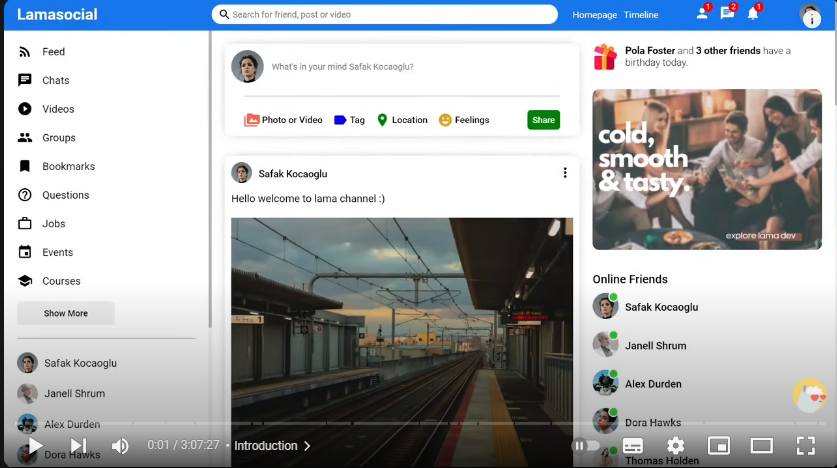 Lamasocial
Search for friend, post or video
Homepage Timeline
1
2
1
Feed
Chats
Videos
Groups
Bookmarks
Questions
Jobs
Events
Courses
Show More
Safak Kocaoglu
Janell Shrum
Alex Durden
Dora Hawks
What's in your mind Safak Kocaoglu?
Photo or Video
Tag
Location
Feelings
Share
Safak Kocaoglu
Hello welcome to lama channel :)
1
Pola Foster and 3 other friends have a
birthday today.
cold,
smooth
& tasty.
explore lama dev
Online Friends
Safak Kocaoglu
Janell Shrum
Alex Durden
Dora Hawks
Thomas Holden
0:01 / 3:07:27 • Introduction